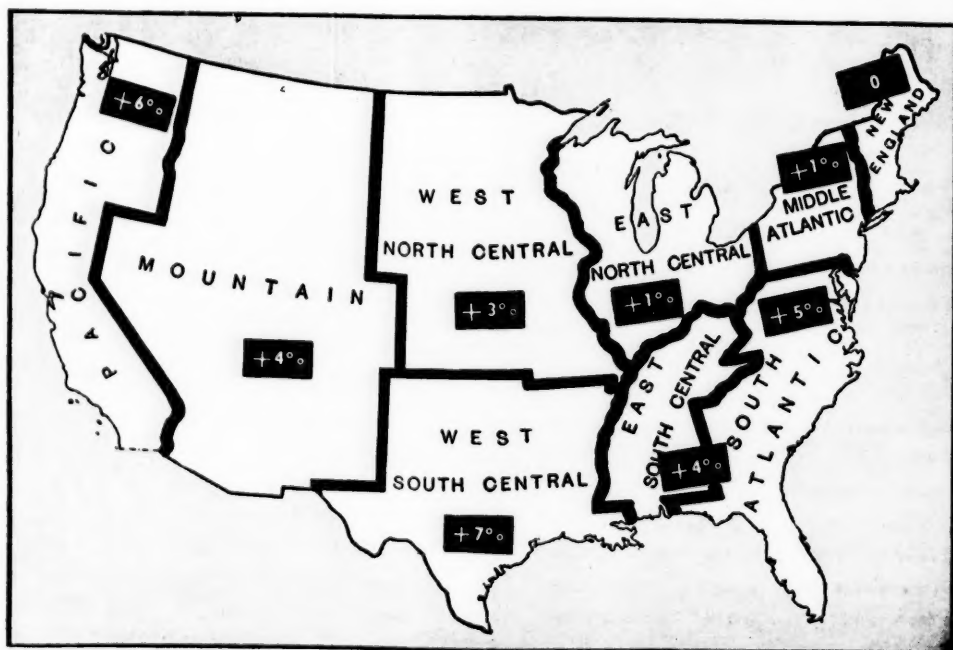 +6%
PACIFIC
MOUNTAIN
+4%
WEST
NORTH CENTRAL
+3%
WEST
SOUTH CENTRAL
+7%
EAST
NORTH CENTRAL
+1%
EAST
SOUTH CENTRAL
+4%
SOUTH
ATLANTIC
+5%
MIDDLE
ATLANTIC
+1%
NEW
ENGLAND
0